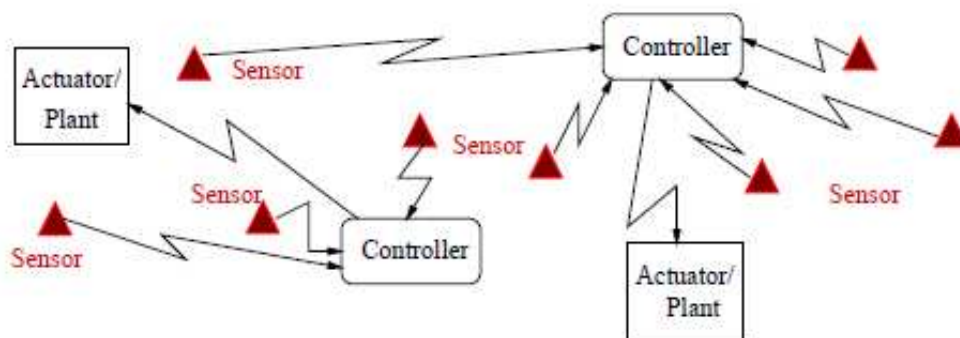 Controller
Actuator/
Plant
Sensor
Sensor
Sensor
Sensor
Sensor
Controller
Actuator/
Plant